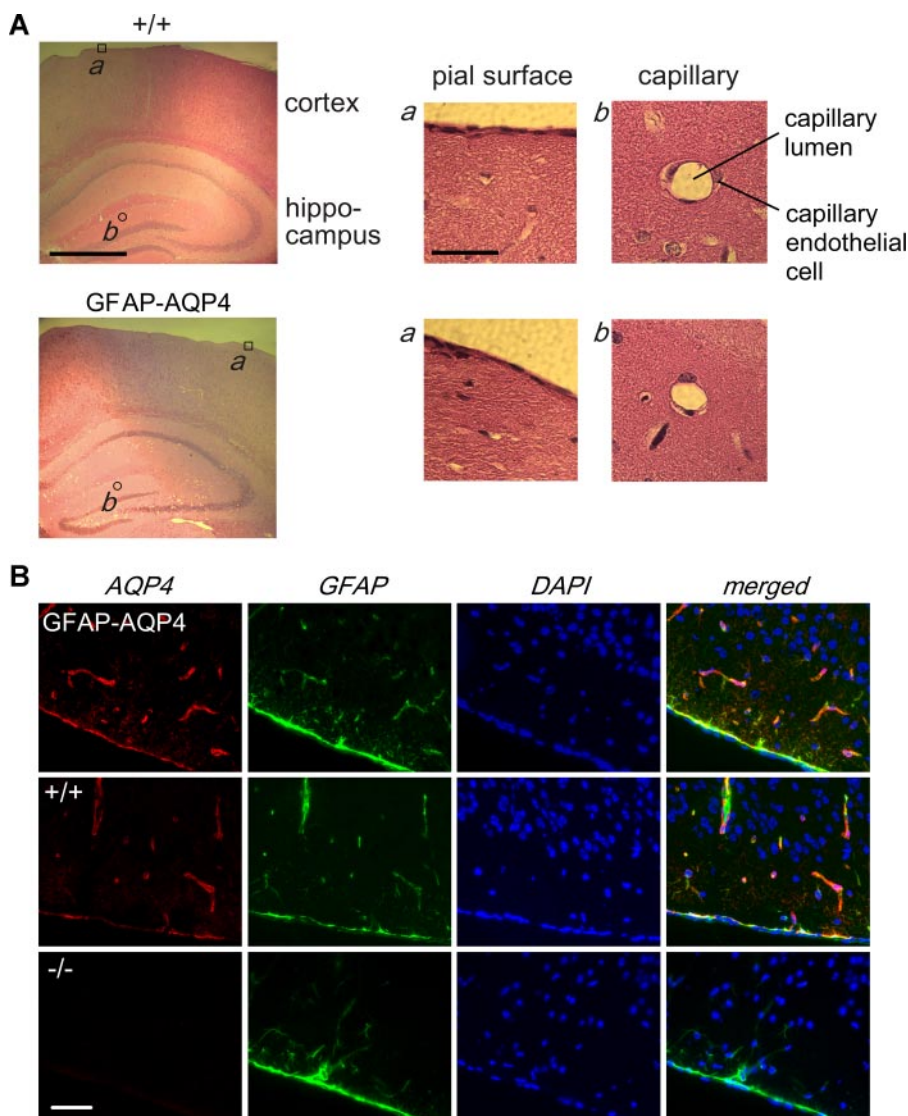 A
+/+
a
cortex
b
hippo-
campus
pial surface
capillary
a
b
capillary
lumen
capillary
endothelial
cell
GFAP-AQP4
a
b
a
b
B
AQP4
GFAP
DAPI
merged
GFAP-AQP4
+/+
-/-